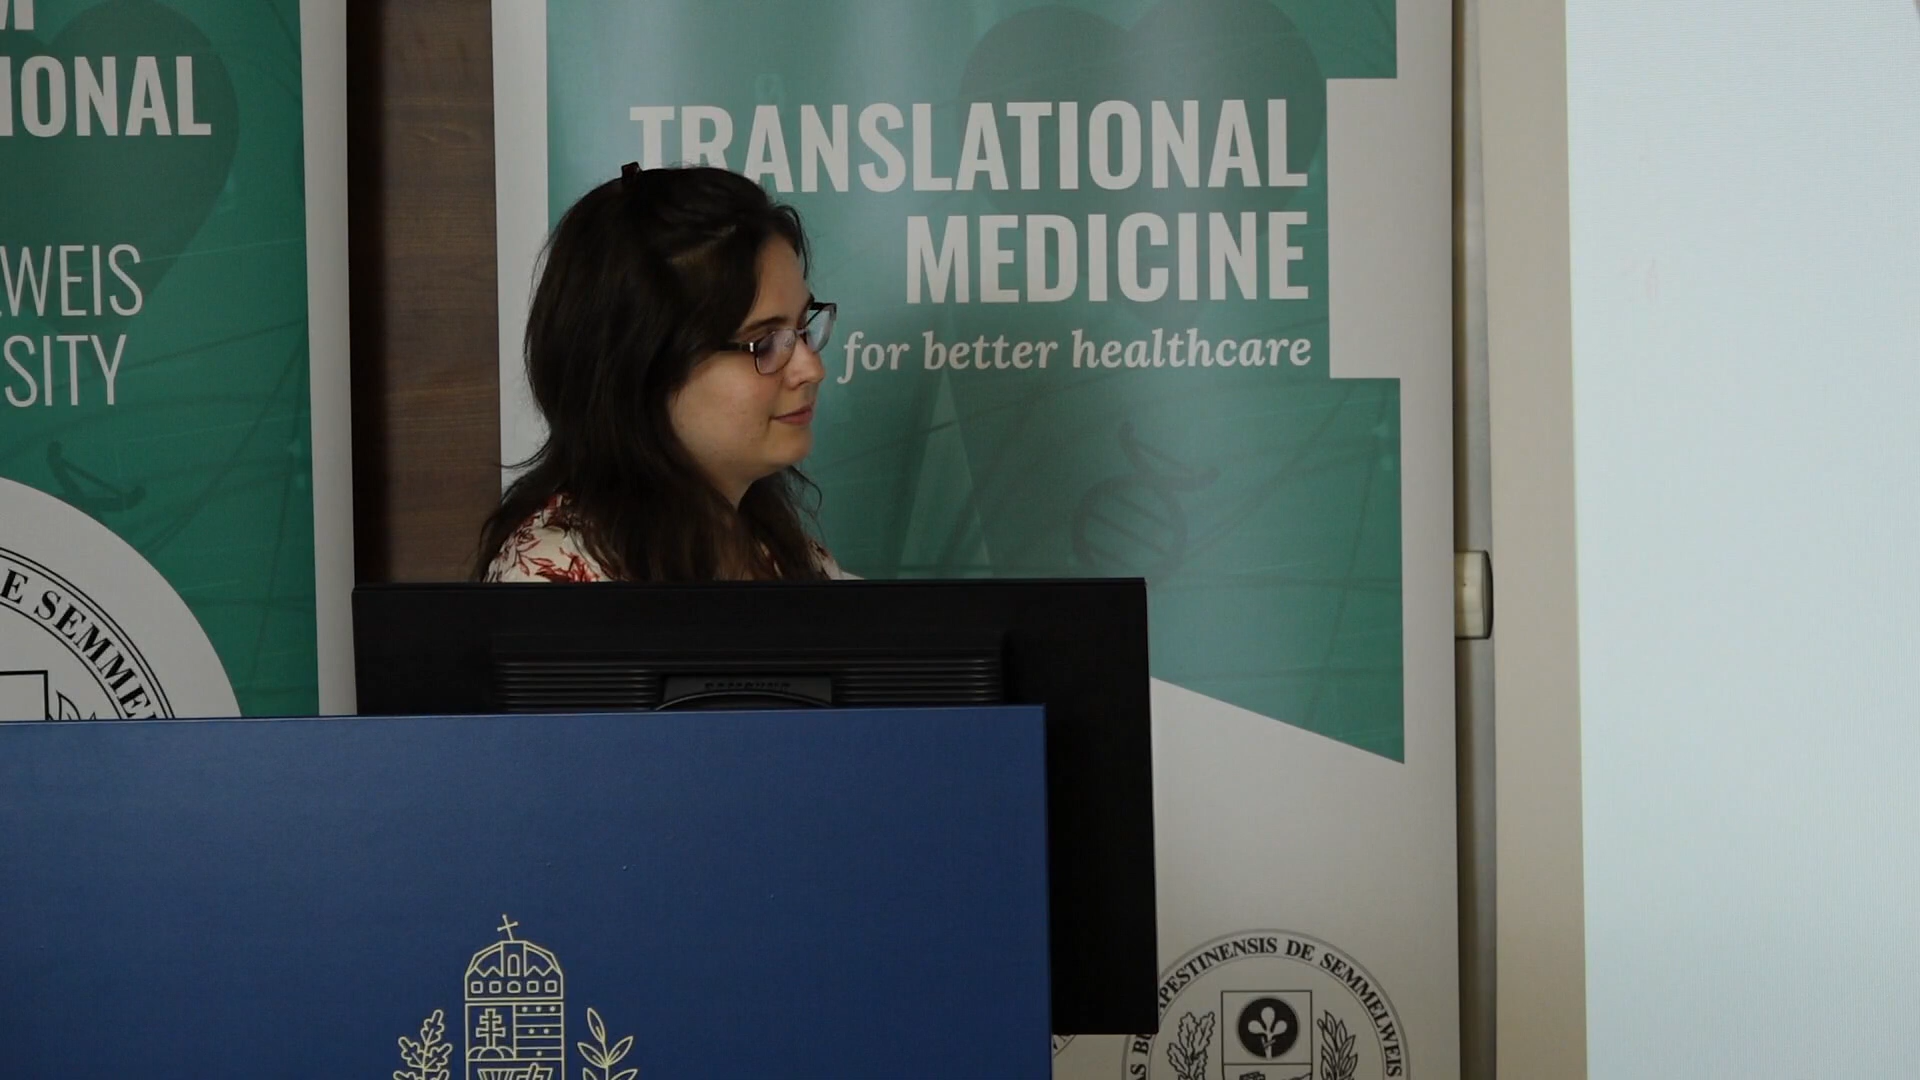 IONAL
WEIS
SITY
E SEMME
TRANSLATIONAL
MEDICINE
for better healthcare
PESTINENSIS DE SEMMELWEIS